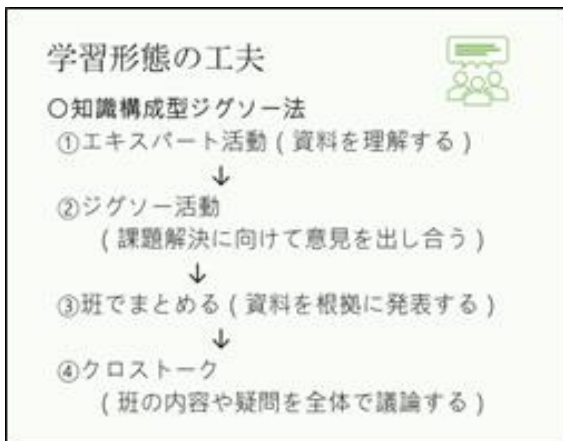 学習形態の工夫
〇知識構成型ジグソー法
①エキスパート活動(資料を理解する)
↓
②ジグソー活動
(課題解決に向けて意見を出し合う)
↓
③班でまとめる(資料を根拠に発表する)
↓
④クロストーク
(班の内容や疑問を全体で議論する)